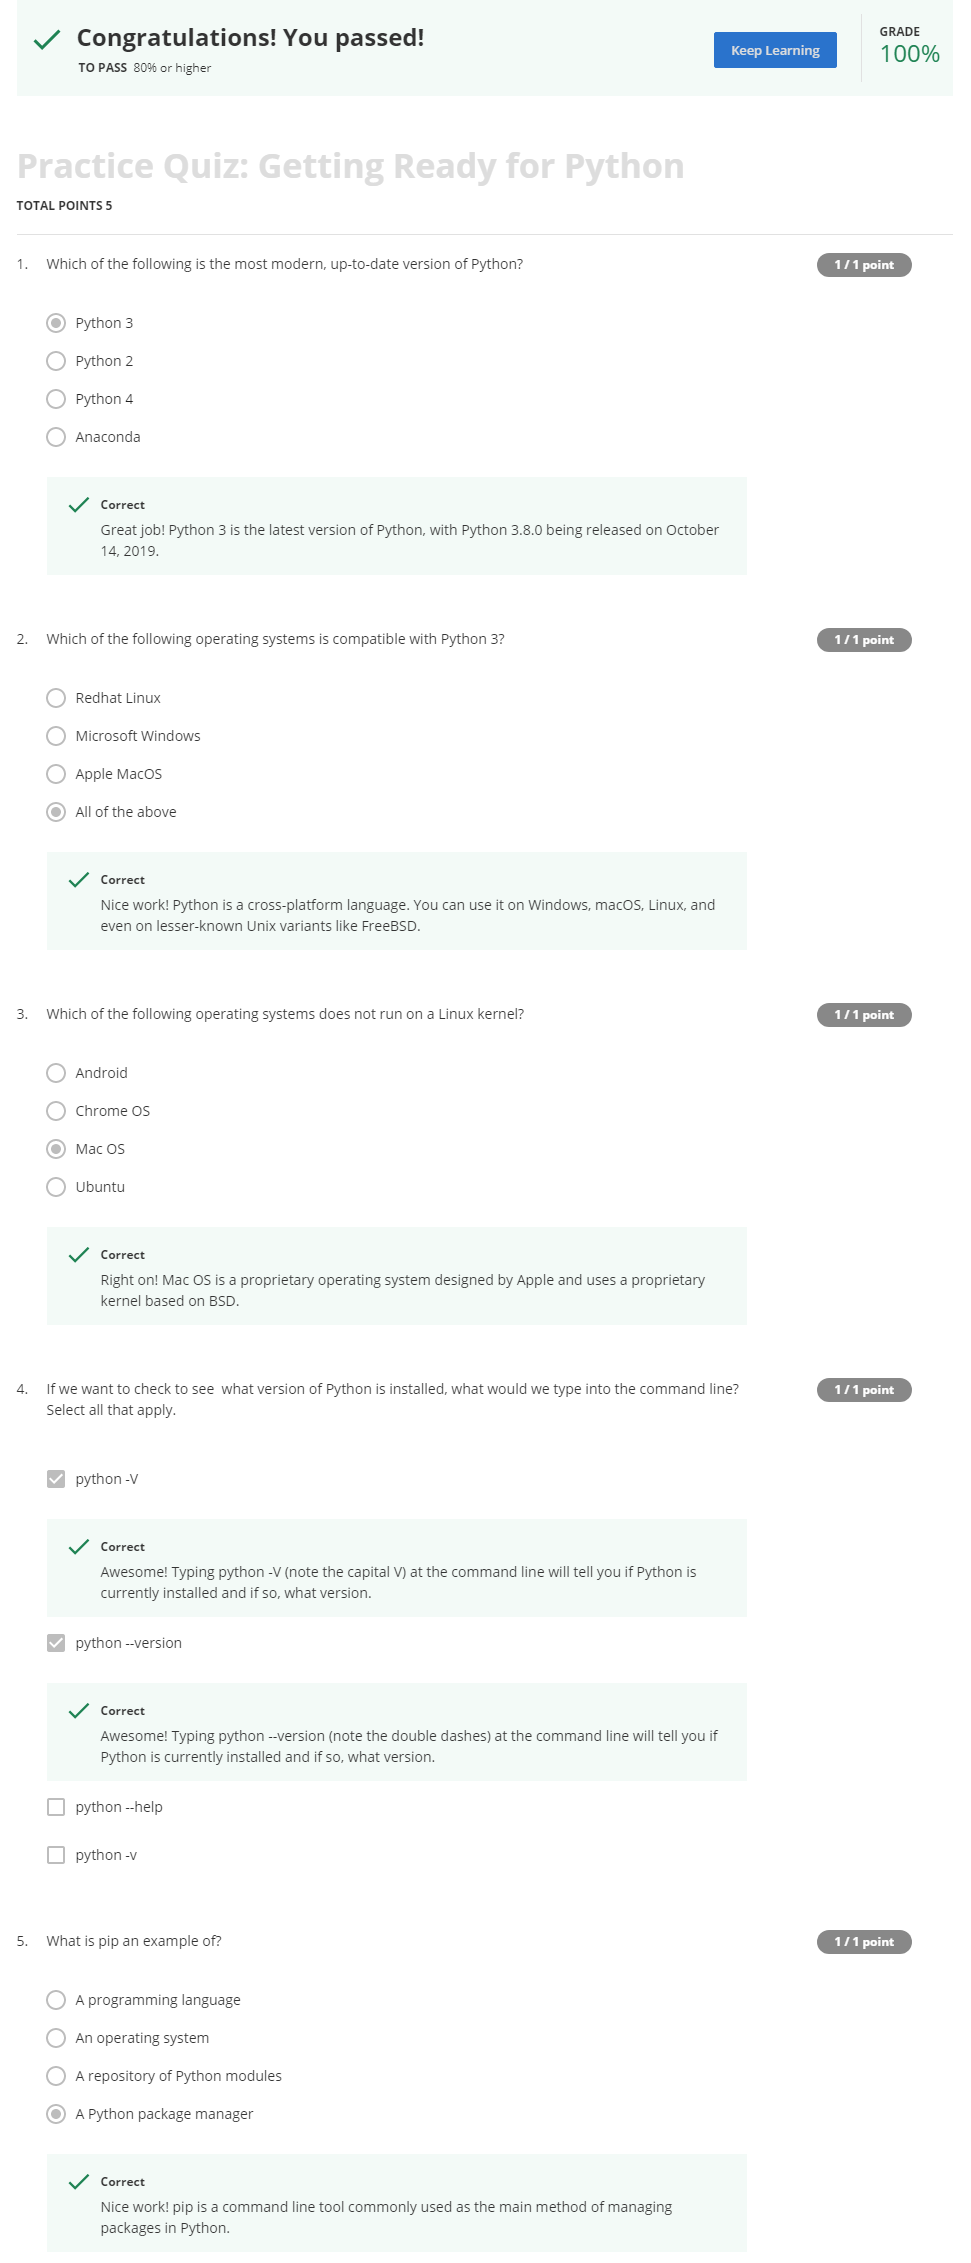 Congratulations! You passed!
TO PASS 80% or higher
Keep Learning
GRADE
100%
Practice Quiz: Getting Ready for Python
TOTAL POINTS 5
1. Which of the following is the most modern, up-to-date version of Python?
1 / 1 point
Python 3
Python 2
Python 4
Anaconda
Correct
Great job! Python 3 is the latest version of Python, with Python 3.8.0 being released on October
14, 2019.
2. Which of the following operating systems is compatible with Python 3?
1 / 1 point
Redhat Linux
Microsoft Windows
Apple MacOS
All of the above
Correct
Nice work! Python is a cross-platform language. You can use it on Windows, macOS, Linux, and
even on lesser-known Unix variants like FreeBSD.
3. Which of the following operating systems does not run on a Linux kernel?
1 / 1 point
Android
Chrome OS
Mac OS
Ubuntu
Correct
Right on! Mac OS is a proprietary operating system designed by Apple and uses a proprietary
kernel based on BSD.
4. If we want to check to see  what version of Python is installed, what would we type into the command line?
Select all that apply.
1 / 1 point
python -V
Correct
Awesome! Typing python -V (note the capital V) at the command line will tell you if Python is
currently installed and if so, what version.
python --version
Correct
Awesome! Typing python --version (note the double dashes) at the command line will tell you if
Python is currently installed and if so, what version.
python --help
python -v
5. What is pip an example of?
1 / 1 point
A programming language
An operating system
A repository of Python modules
A Python package manager
Correct
Nice work! pip is a command line tool commonly used as the main method of managing
packages in Python.